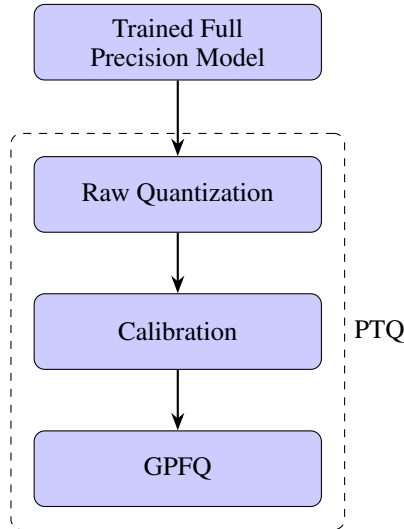 Trained Full
Precision Model
Raw Quantization
Calibration
PTQ
GPFQ